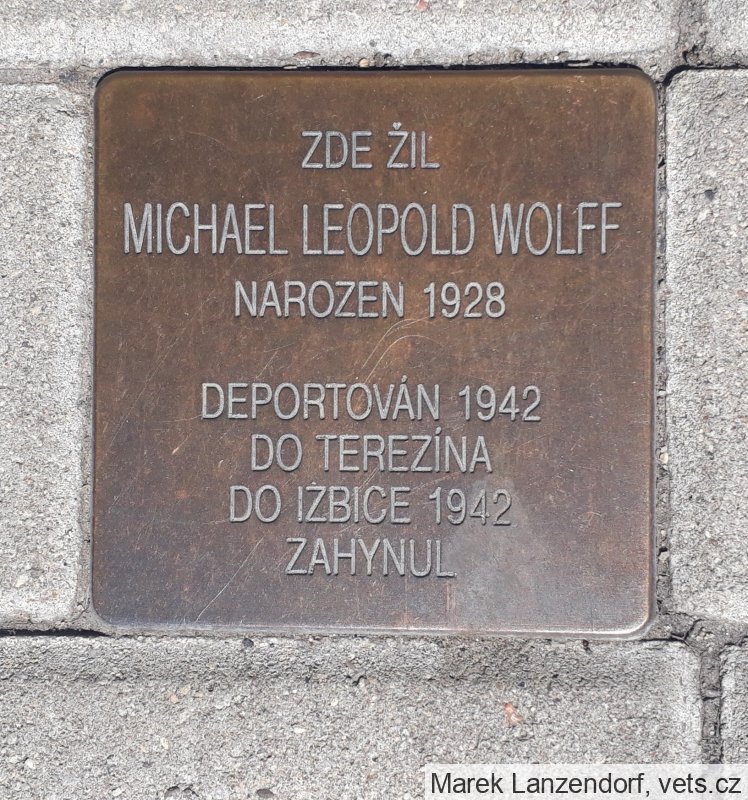 ZDE ŽIL
MICHAEL LEOPOLD WOLFF
NAROZEN 1928
DEPORTOVÁN 1942
DO TEREZÍNA
DO IZBICE 1942
ZAHYNUL
Marek Lanzendorf, vets.cz